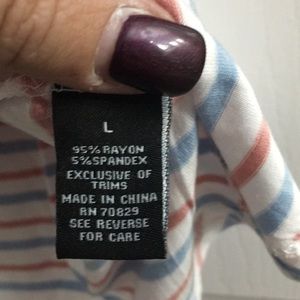 L
95% RAYON
5% SPANDEX
EXCLUSIVE OF
TRIMS
MADE IN CHINA
RN 70829
SEE REVERSE
FOR CARE